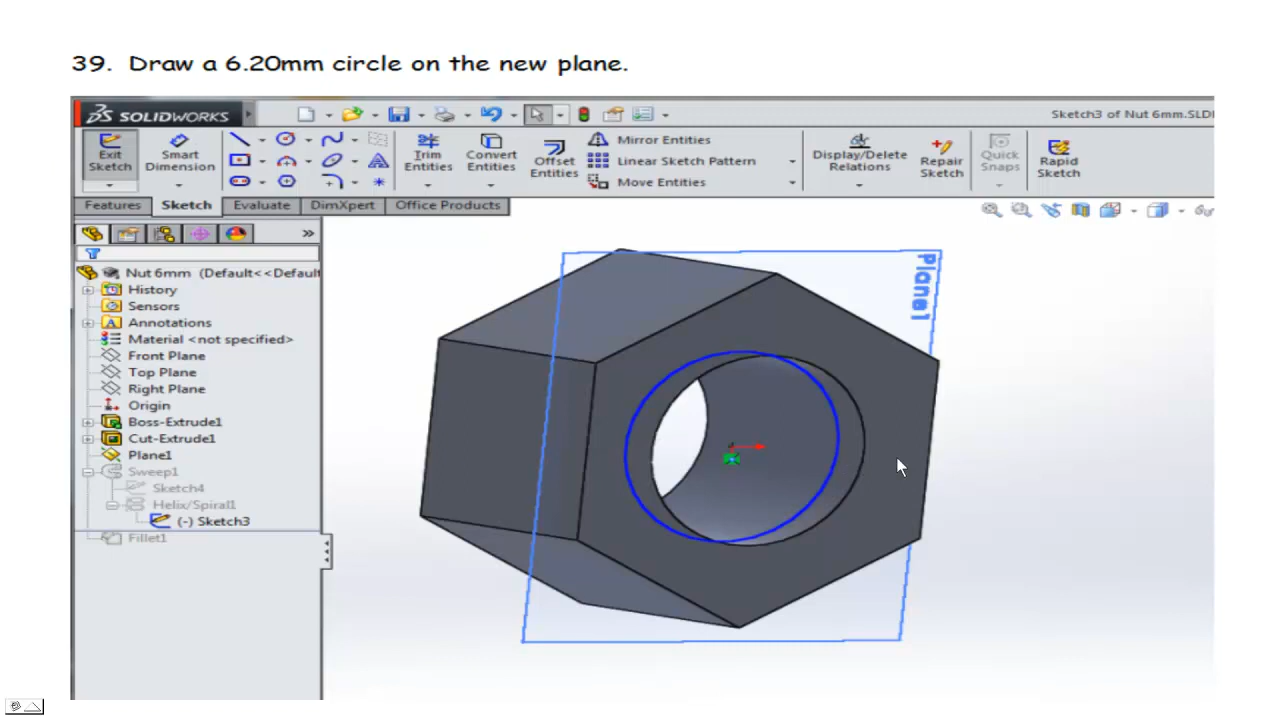 39. Draw a 6.20mm circle on the new plane.
SOLIDWORKS
Sketch3 of Nut 6mm.SLD
Exit Sketch
Smart Dimension
Trim Entities
Convert Entities
Offset Entities
Mirror Entities
Linear Sketch Pattern
Move Entities
Display/Delete Relations
Repair Sketch
Quick Snaps
Rapid Sketch
Features Sketch Evaluate DimXpert Office Products
Nut 6mm (Default<<Default
History
Sensors
Annotations
Material <not specified>
Front Plane
Top Plane
Right Plane
Origin
Boss-Extrude1
Cut-Extrude1
Plane1
Sweep1
Sketch4
Helix/Spiral1
(-) Sketch3
Fillet1
Plane1